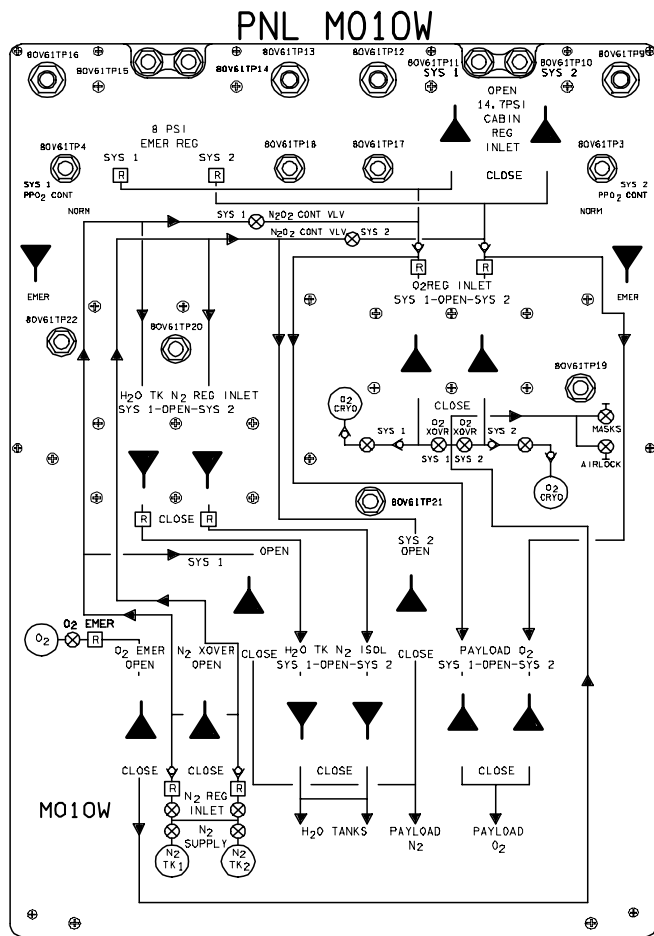 PNL MO10W
80V61TP16
80V61TP15
80V61TP13
80V61TP14
80V61TP12
80V61TP11
SYS 1
80V61TP10
SYS 2
80V61TP9
OPEN
14.7PSI
CABIN
REG
INLET
CLOSE
8 PSI
EMER REG
SYS 1
SYS 2
R
R
80V61TP4
SYS 1
PPO2 CONT
NORM
EMER
80V61TP18
80V61TP17
80V61TP3
SYS 2
PPO2 CONT
NORM
EMER
SYS 1 N2O2 CONT VLV
N2O2 CONT VLV SYS 2
R
R
O2REG INLET
SYS 1-OPEN-SYS 2
CLOSE
80V61TP22
80V61TP20
80V61TP19
H2O TK N2 REG INLET
SYS 1-OPEN-SYS 2
O2
CRYO
SYS 1
O2
XOVR
SYS 1
O2
XOVR
SYS 2
SYS 2
MASKS
AIRLOCK
O2
CRYO
80V61TP21
R
CLOSE
R
SYS 1
OPEN
SYS 2
OPEN
O2
O2 EMER
R
O2 EMER
OPEN
N2 XOVER
OPEN
CLOSE
H2O TK N2 ISOL
SYS 1-OPEN-SYS 2
CLOSE
PAYLOAD O2
SYS 1-OPEN-SYS 2
CLOSE
CLOSE
CLOSE
CLOSE
R
R
MO10W
N2 REG
INLET
N2
SUPPLY
N2
TK1
N2
TK2
H2O TANKS
PAYLOAD
N2
PAYLOAD
O2